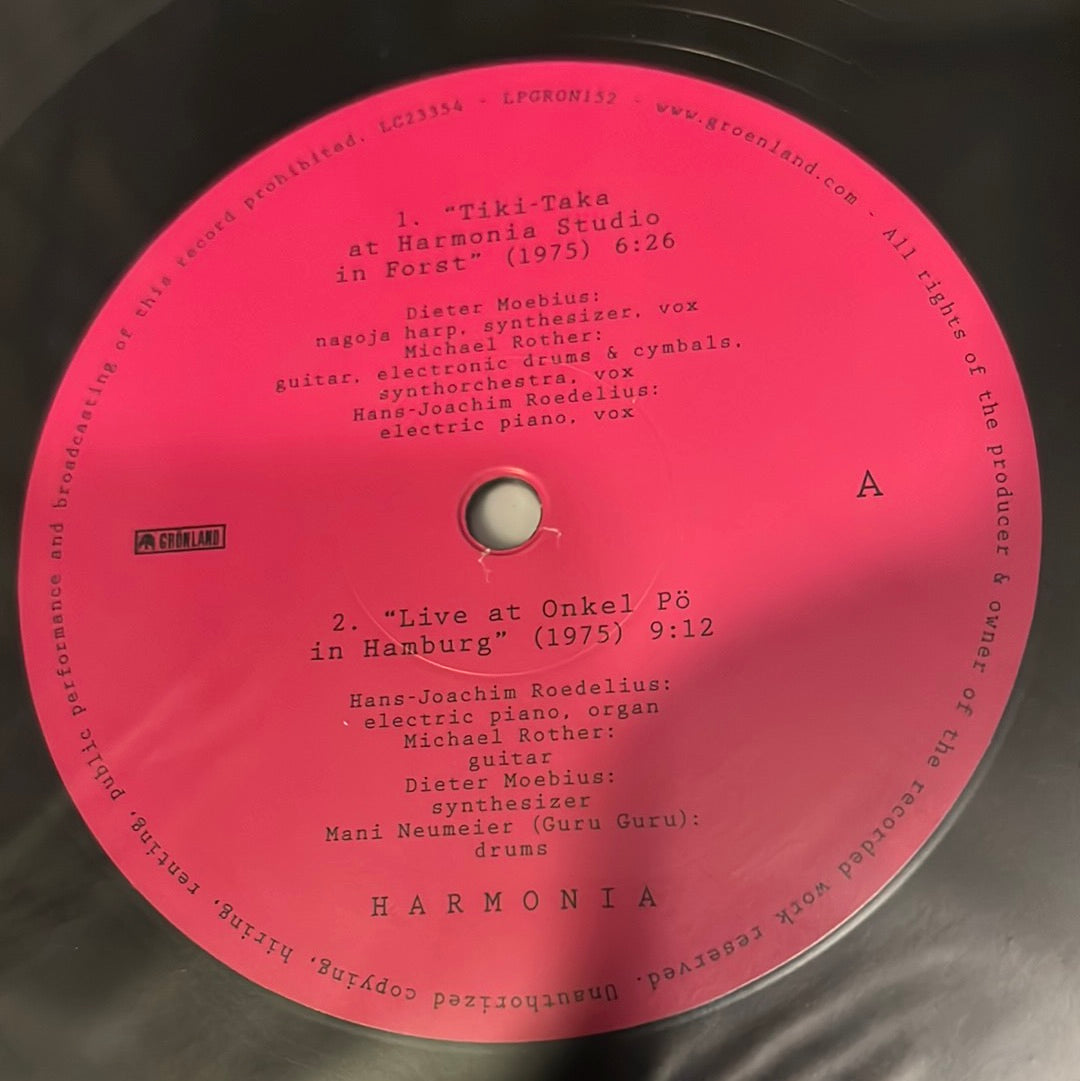 LC23354 - LPGRON152 - www.groenland.com - All rights of the producer & owner of the recorded work reserved. Unauthorized copying, hiring, renting, public performance and broadcasting of this record prohibited.
1. “Tiki-Taka
at Harmonia Studio
in Forst” (1975) 6:26
Dieter Moebius:
nagoja harp, synthesizer, vox
Michael Rother:
guitar, electronic drums & cymbals,
synthorchestra, vox
Hans-Joachim Roedelius:
electric piano, vox
A
GRÖNLAND
2. “Live at Onkel Pö
in Hamburg” (1975) 9:12
Hans-Joachim Roedelius:
electric piano, organ
Michael Rother:
guitar
Dieter Moebius:
synthesizer
Mani Neumeier (Guru Guru):
drums
HARMONIA